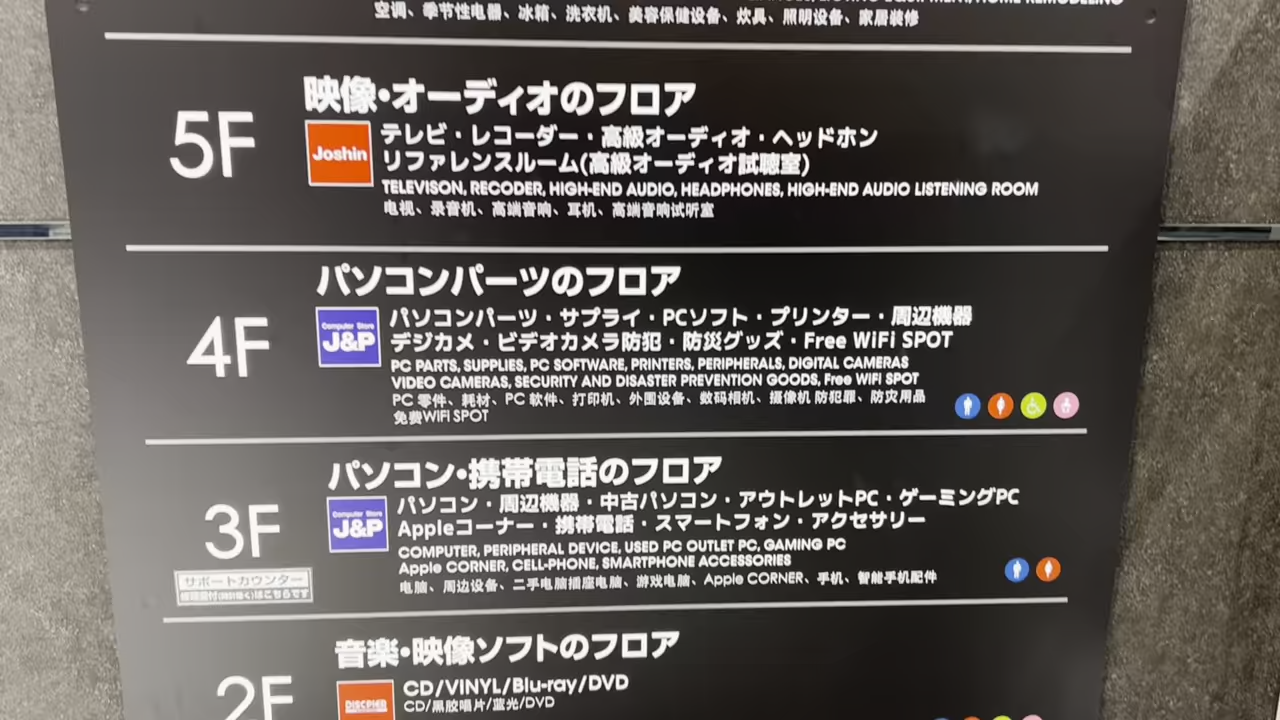 空调、季节性电器、冰箱、洗衣机、美容保健设备、炊具、照明设备、家居装修
5F
映像・オーディオのフロア
Joshin
テレビ・レコーダー・高級オーディオ・ヘッドホン
リファレンスルーム(高級オーディオ試聴室)
TELEVISON, RECODER, HIGH-END AUDIO, HEADPHONES, HIGH-END AUDIO LISTENING ROOM
电视、录音机、高端音响、耳机、高端音响试听室
4F
パソコンパーツのフロア
Computer Store
J&P
パソコンパーツ・サプライ・PCソフト・プリンター・周辺機器
デジカメ・ビデオカメラ防犯・防災グッズ・Free WiFi SPOT
PC PARTS, SUPPLIES, PC SOFTWARE, PRINTERS, PERIPHERALS, DIGITAL CAMERAS
VIDEO CAMERAS, SECURITY AND DISASTER PREVENTION GOODS, Free WiFi SPOT
PC 零件、耗材、PC 软件、打印机、外围设备、数码相机、摄像机 防犯罪、防灾用品
免费WiFi SPOT
3F
サポートカウンター
はこちらです
パソコン・携帯電話のフロア
Computer Store
J&P
パソコン・周辺機器・中古パソコン・アウトレットPC・ゲーミングPC
Appleコーナー・携帯電話・スマートフォン・アクセサリー
COMPUTER, PERIPHERAL DEVICE, USED PC OUTLET PC, GAMING PC
Apple CORNER, CELL-PHONE, SMARTPHONE ACCESSORIES
电脑、周边设备、二手电脑插座电脑、游戏电脑、Apple CORNER、手机、智能手机配件
2F
音楽・映像ソフトのフロア
DISC PIER
CD/VINYL/Blu-ray/DVD
CD/黑胶唱片/蓝光/DVD